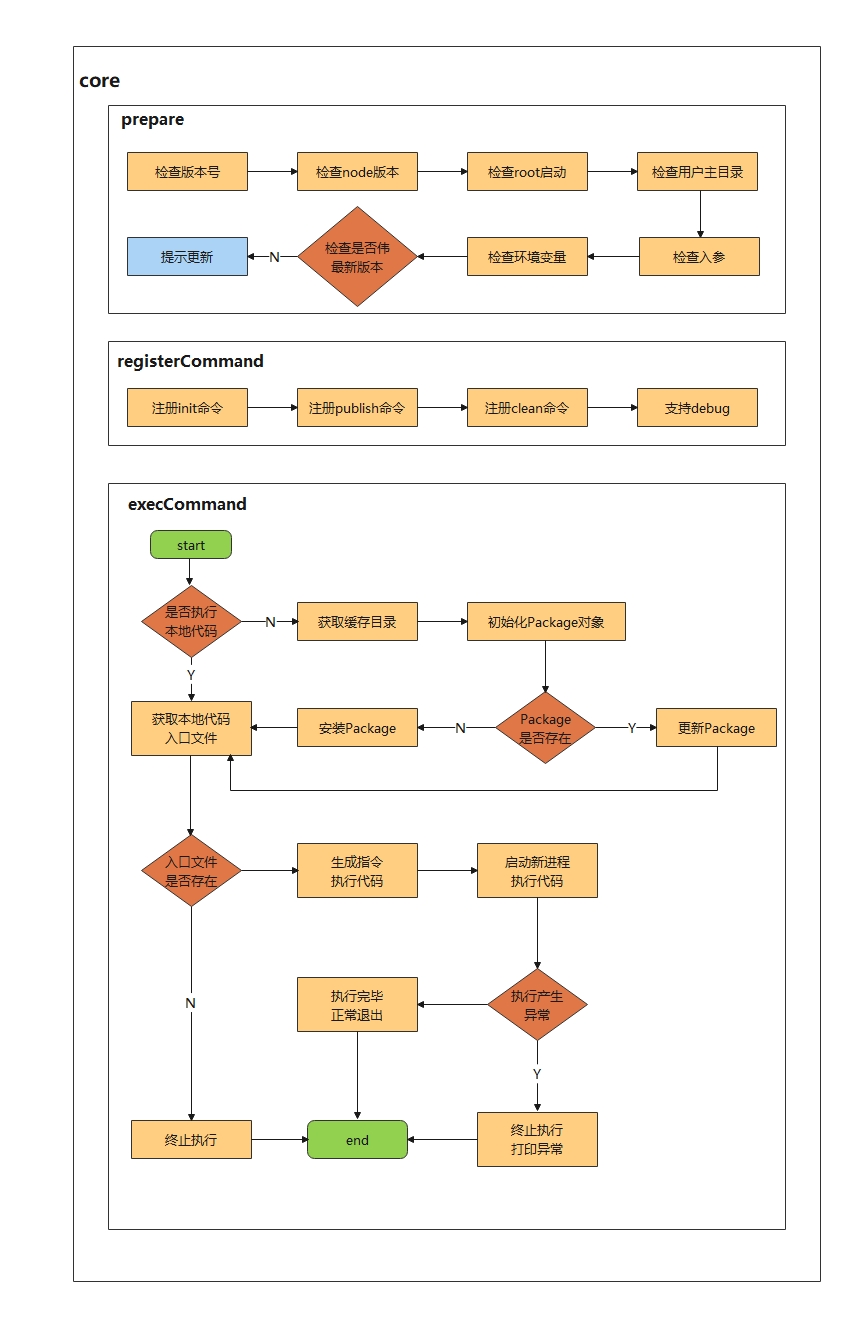 core
prepare
检查版本号
检查node版本
检查root启动
检查用户主目录
提示更新
N
检查是否伟
最新版本
检查环境变量
检查入参
registerCommand
注册init命令
注册publish命令
注册clean命令
支持debug
execCommand
start
是否执行
本地代码
N
获取缓存目录
初始化Package对象
Y
获取本地代码
入口文件
安装Package
N
Package
是否存在
Y
更新Package
入口文件
是否存在
生成指令
执行代码
启动新进程
执行代码
N
执行完毕
正常退出
执行产生
异常
Y
终止执行
end
终止执行
打印异常